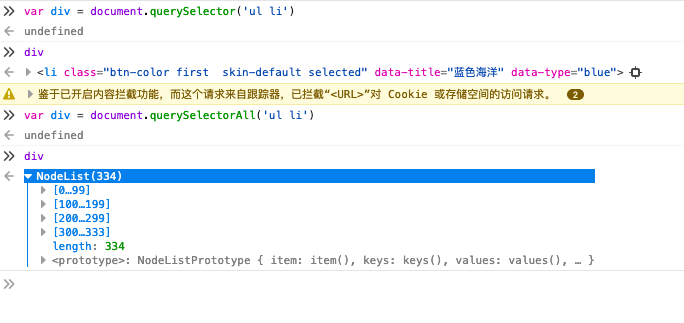 var div = document.querySelector('ul li')
undefined
div
<li class="btn-color first  skin-default selected" data-title="蓝色海洋" data-type="blue">
鉴于已开启内容拦截功能，而这个请求来自跟踪器，已拦截“<URL>”对 Cookie 或存储空间的访问请求。 2
var div = document.querySelectorAll('ul li')
undefined
div
NodeList(334)
[0…99]
[100…199]
[200…299]
[300…333]
length: 334
<prototype>: NodeListPrototype { item: item(), keys: keys(), values: values(), … }